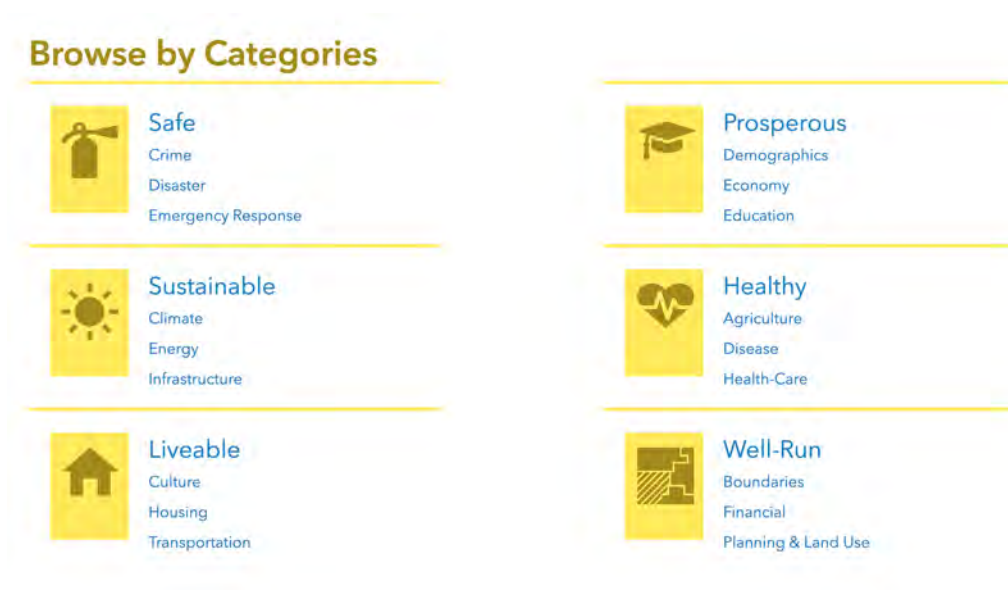 Browse by Categories
Safe
Crime
Disaster
Emergency Response
Prosperous
Demographics
Economy
Education
Sustainable
Climate
Energy
Infrastructure
Healthy
Agriculture
Disease
Health-Care
Liveable
Culture
Housing
Transportation
Well-Run
Boundaries
Financial
Planning & Land Use